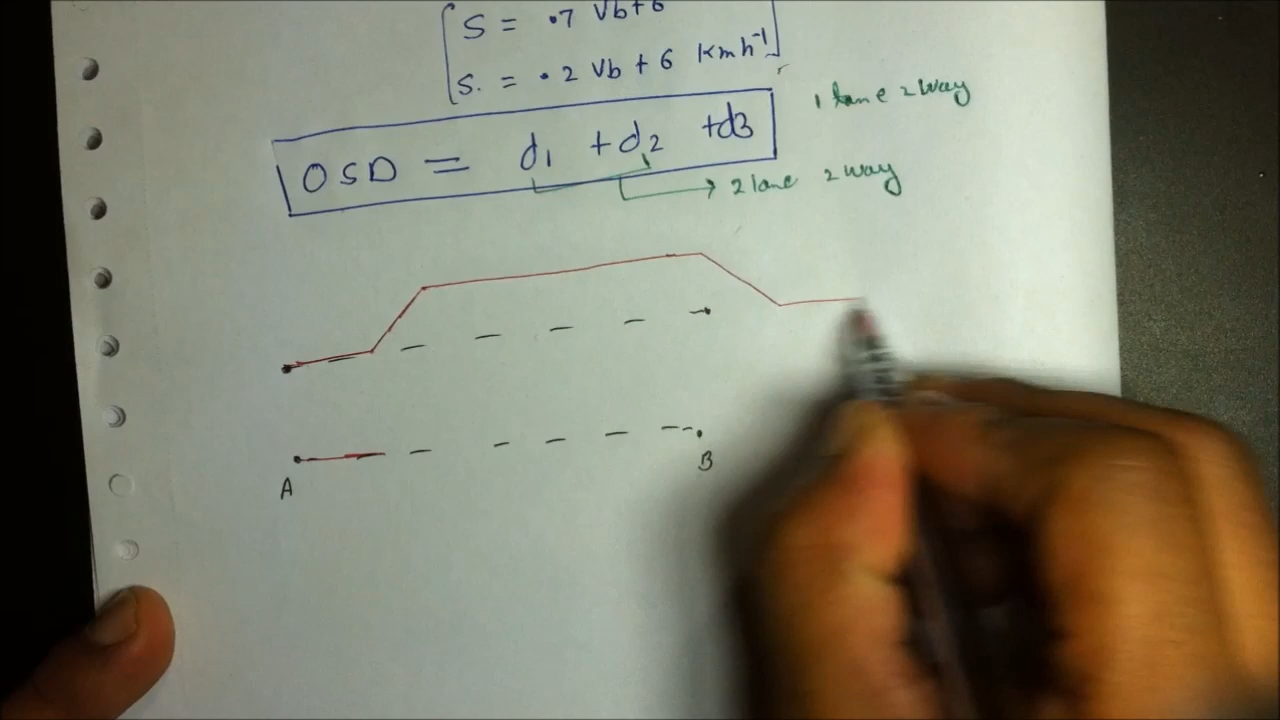 S = .7 Vb+6
S. = .2 Vb + 6 Kmh⁻¹
OSD = d₁ + d₂ + d3
1 lane 2 way
2 lane 2 way
A
B